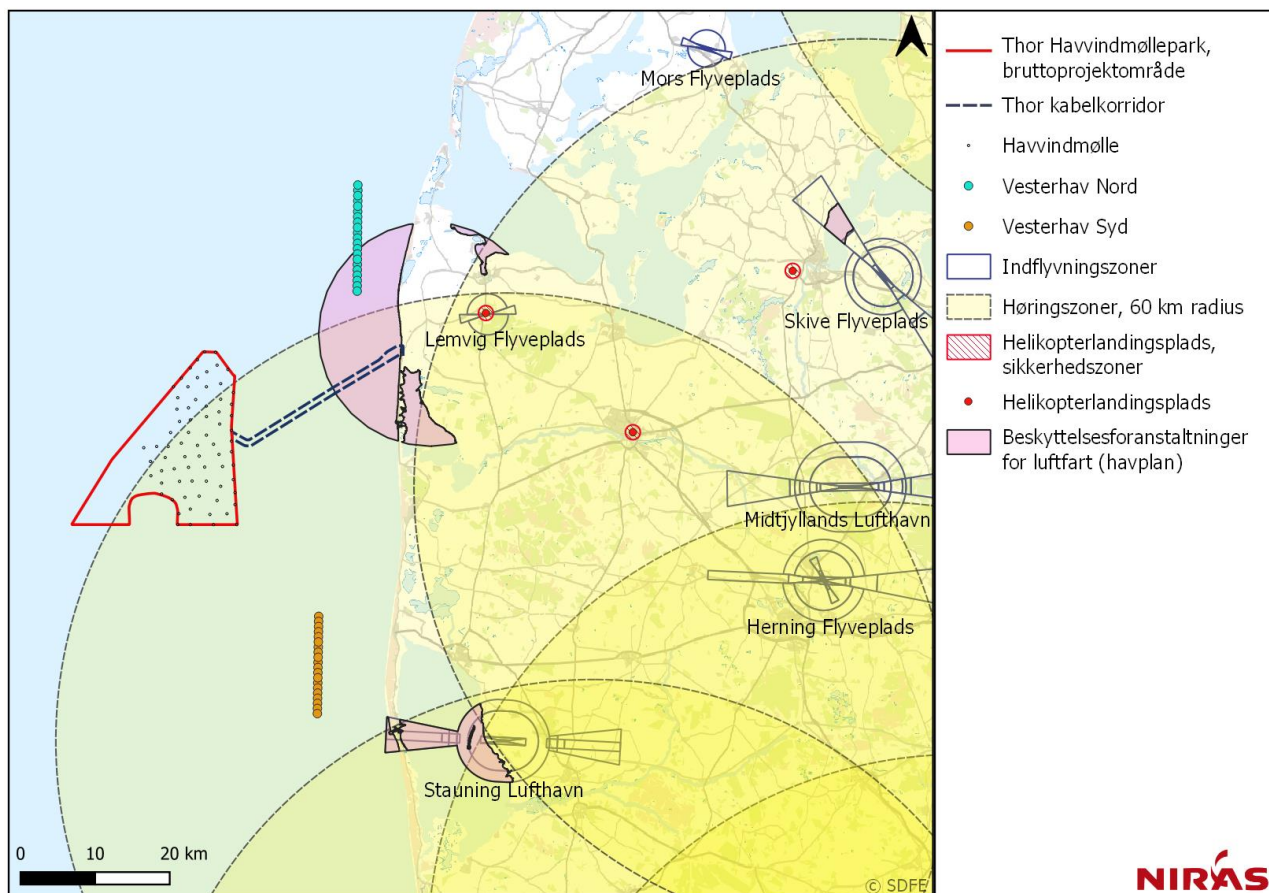 Mors Flyveplads
Skive Flyveplads
Lemvig Flyveplads
Midtjyllands Lufthavn
Herning Flyveplads
Stauning Lufthavn
0 10 20 km
© SDFE
Thor Havvindmøllepark,
bruttoprojektområde
Thor kabelkorridor
Havvindmølle
Vesterhav Nord
Vesterhav Syd
Indflyvningszoner
Høringszoner, 60 km radius
Helikopterlandingsplads,
sikkerhedszoner
Helikopterlandingsplads
Beskyttelsesforanstaltninger
for luftfart (havplan)
NIRAS